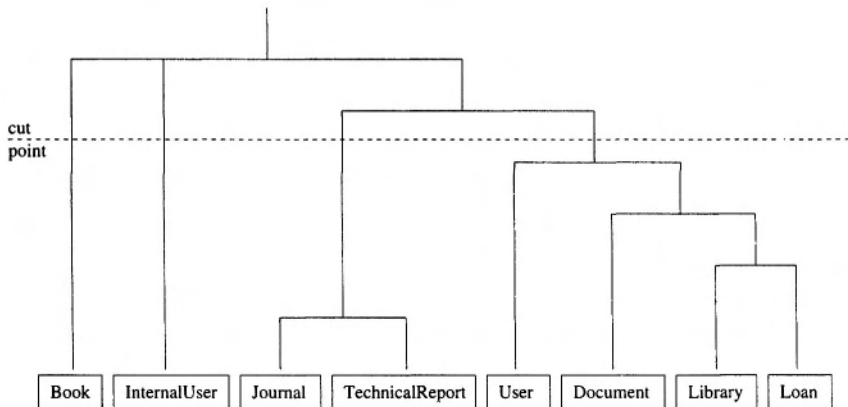 cut
point
Book InternalUser Journal TechnicalReport User Document Library Loan